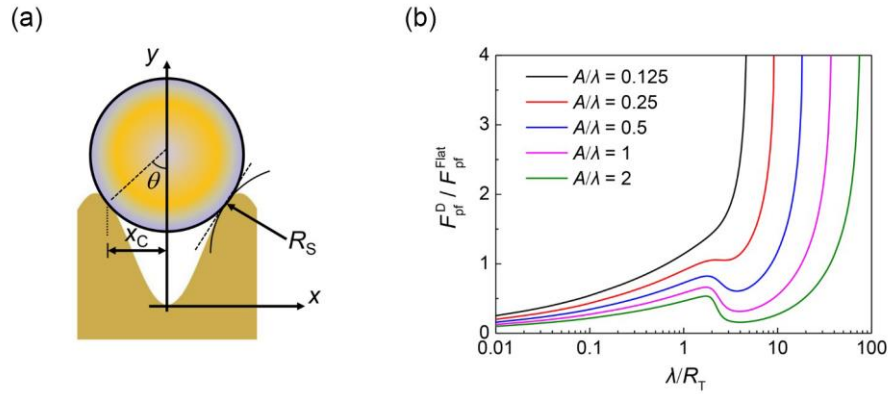 (a)
y
θ
x_C
R_S
x
(b)
F_pf^D / F_pf^Flat
4
3
2
1
0
A/λ = 0.125
A/λ = 0.25
A/λ = 0.5
A/λ = 1
A/λ = 2
0.01 0.1 1 10 100
λ/R_T